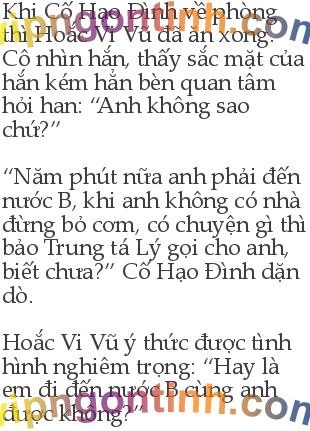 Khi Cố Hạo Đình về phòng
thì Hoắc Vi Vũ đã ăn xong.
Cô nhìn hắn, thấy sắc mặt của
hắn kém hẳn bèn quan tâm
hỏi han: “Anh không sao
chứ?”
“Năm phút nữa anh phải đến
nước B, khi anh không có nhà
đừng bỏ cơm, có chuyện gì thì
bảo Trung tá Lý gọi cho anh,
biết chưa?” Cố Hạo Đình dặn
dò.
Hoắc Vi Vũ ý thức được tình
hình nghiêm trọng: “Hay là
em đi đến nước B cùng anh
được không?”
vipngontinh.com
vipngontinh.com